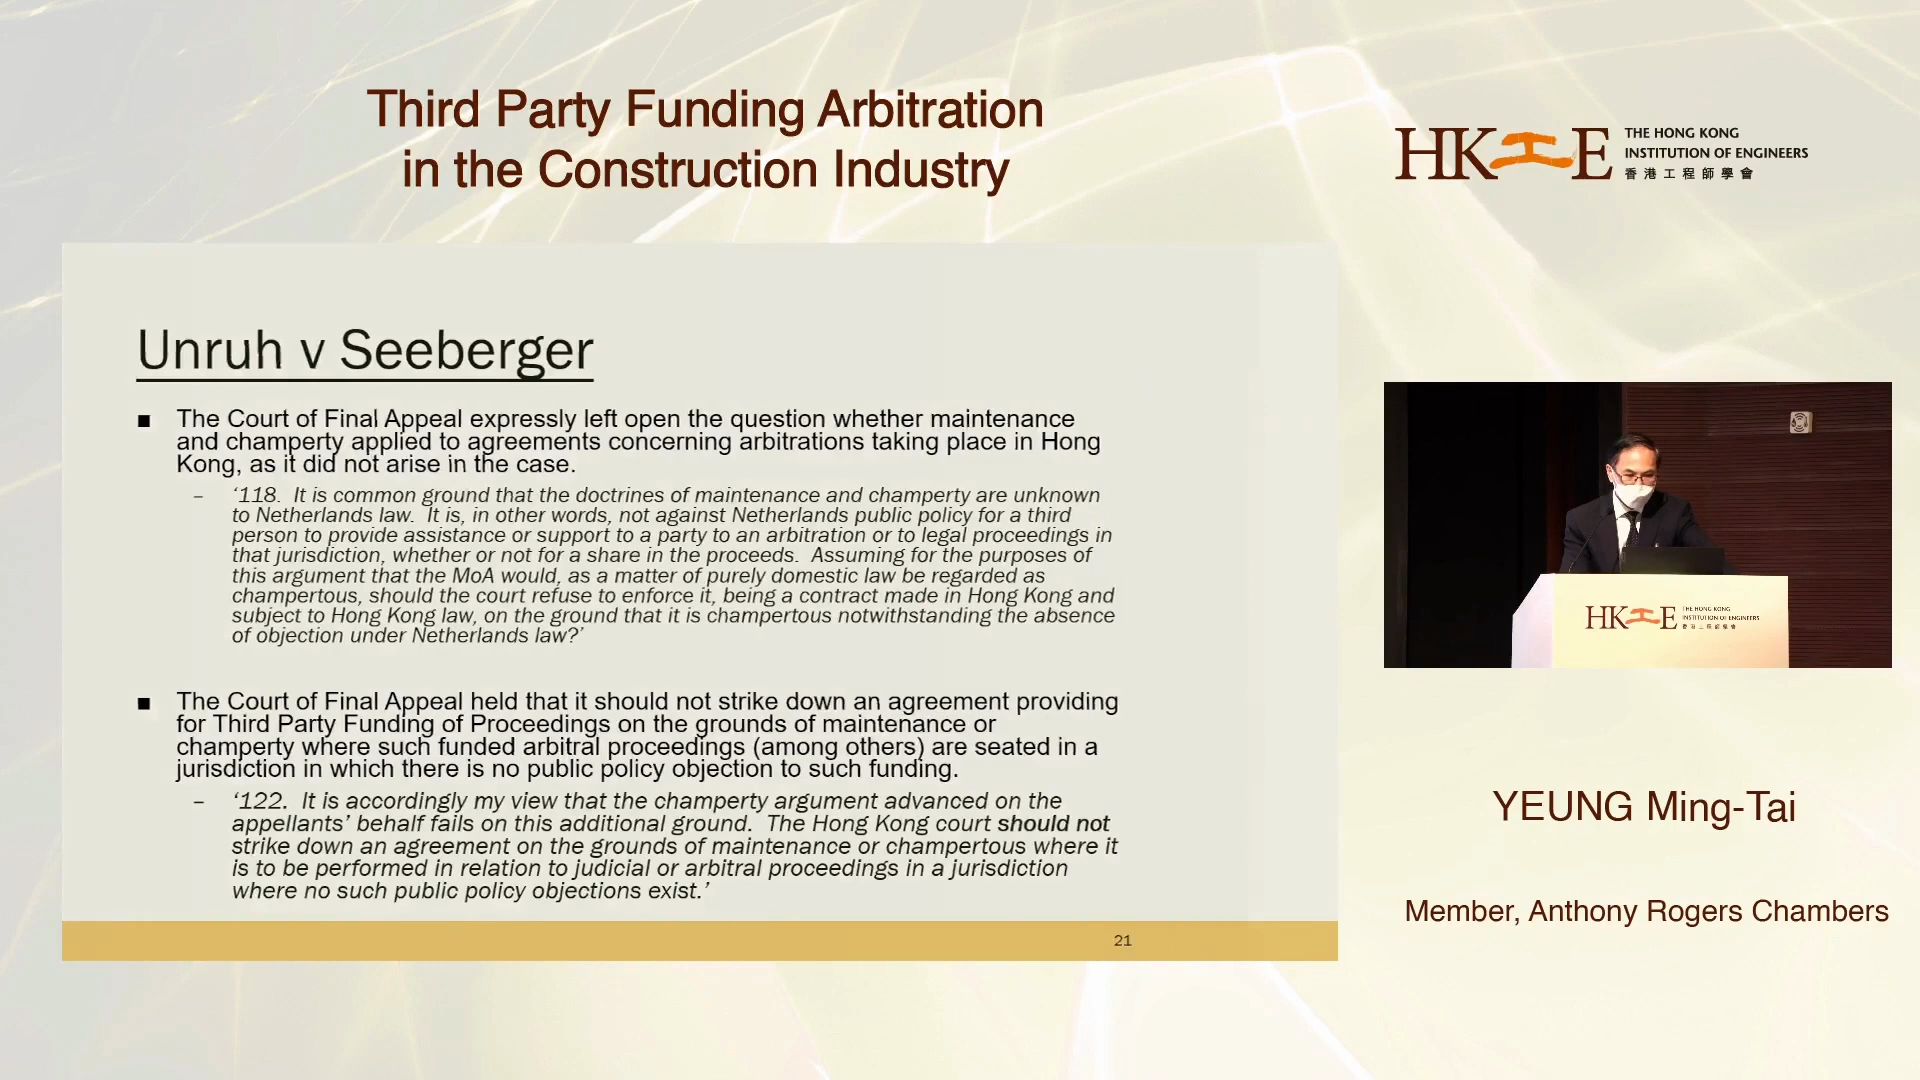 Third Party Funding Arbitration
in the Construction Industry
HKIE
THE HONG KONG
INSTITUTION OF ENGINEERS
香港工程師學會
Unruh v Seeberger
■ The Court of Final Appeal expressly left open the question whether maintenance
and champerty applied to agreements concerning arbitrations taking place in Hong
Kong, as it did not arise in the case.
– ‘118. It is common ground that the doctrines of maintenance and champerty are unknown
to Netherlands law. It is, in other words, not against Netherlands public policy for a third
person to provide assistance or support to a party to an arbitration or to legal proceedings in
that jurisdiction, whether or not for a share in the proceeds. Assuming for the purposes of
this argument that the MoA would, as a matter of purely domestic law be regarded as
champertous, should the court refuse to enforce it, being a contract made in Hong Kong and
subject to Hong Kong law, on the ground that it is champertous notwithstanding the absence
of objection under Netherlands law?’
■ The Court of Final Appeal held that it should not strike down an agreement providing
for Third Party Funding of Proceedings on the grounds of maintenance or
champerty where such funded arbitral proceedings (among others) are seated in a
jurisdiction in which there is no public policy objection to such funding.
– ‘122. It is accordingly my view that the champerty argument advanced on the
appellants’ behalf fails on this additional ground. The Hong Kong court should not
strike down an agreement on the grounds of maintenance or champertous where it
is to be performed in relation to judicial or arbitral proceedings in a jurisdiction
where no such public policy objections exist.’
21
HKIE
THE HONG KONG
INSTITUTION OF ENGINEERS
香港工程師學會
YEUNG Ming-Tai
Member, Anthony Rogers Chambers